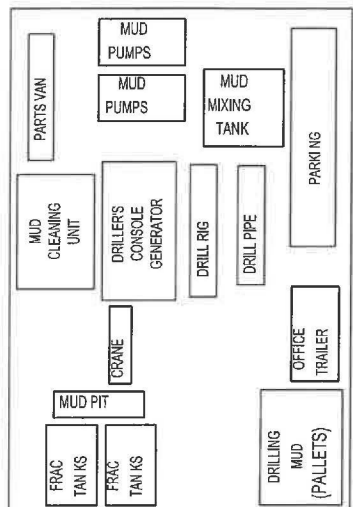 MUD
PUMPS
MUD
PUMPS
PARTS VAN
MUD
MIXING
TANK
PARKING
MUD
CLEANING
UNIT
DRILLER'S
CONSOLE
GENERATOR
DRILL RIG
DRILL PIPE
CRANE
OFFICE
TRAILER
MUD PIT
FRAC
TANKS
FRAC
TANKS
DRILLING
MUD
(PALLETS)